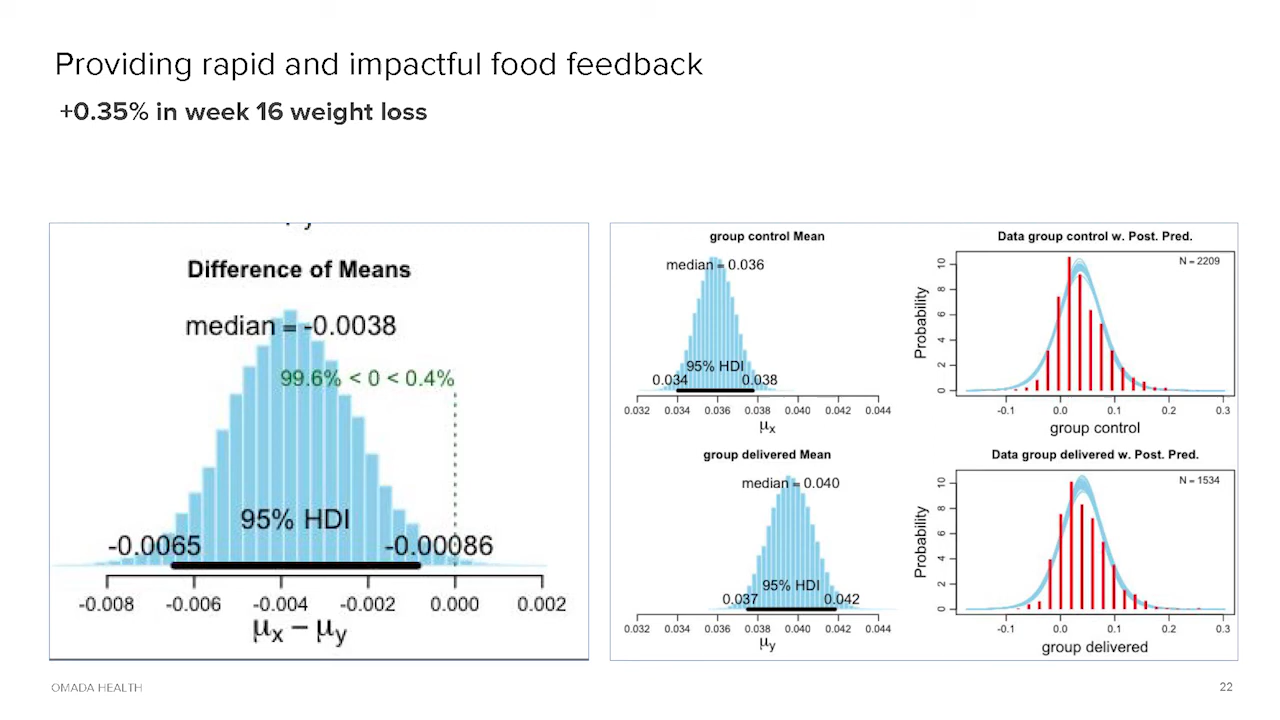 Providing rapid and impactful food feedback
+0.35% in week 16 weight loss
Difference of Means
median = -0.0038
99.6% < 0 < 0.4%
95% HDI
-0.0065 -0.00086
-0.008 -0.006 -0.004 -0.002 0.000 0.002
μx − μy
group control Mean
median = 0.036
95% HDI
0.034 0.038
0.032 0.034 0.036 0.038 0.040 0.042 0.044
μx
Data group control w. Post. Pred.
N = 2209
Probability
0 2 4 6 8 10
-0.1 0.0 0.1 0.2 0.3
group control
group delivered Mean
median = 0.040
95% HDI
0.037 0.042
0.032 0.034 0.036 0.038 0.040 0.042 0.044
μy
Data group delivered w. Post. Pred.
N = 1534
Probability
0 2 4 6 8 10
-0.1 0.0 0.1 0.2 0.3
group delivered
OMADA HEALTH
22